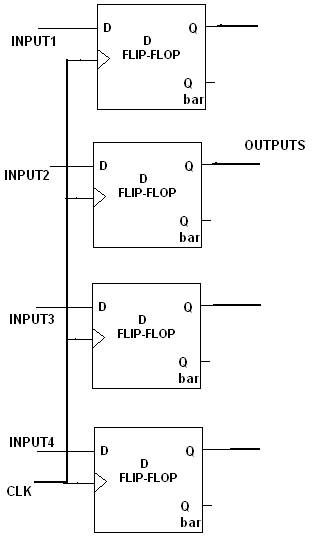 D
Q
INPUT1
D
FLIP-FLOP
Q
bar
D
Q
OUTPUTS
INPUT2
D
FLIP-FLOP
Q
bar
D
Q
INPUT3
D
FLIP-FLOP
Q
bar
INPUT4
D
Q
D
FLIP-FLOP
CLK
Q
bar